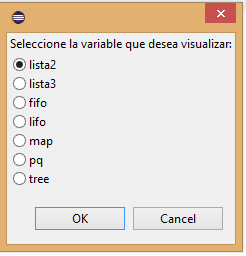 Seleccione la variable que desea visualizar:
lista2
lista3
fifo
lifo
map
pq
tree
OK Cancel